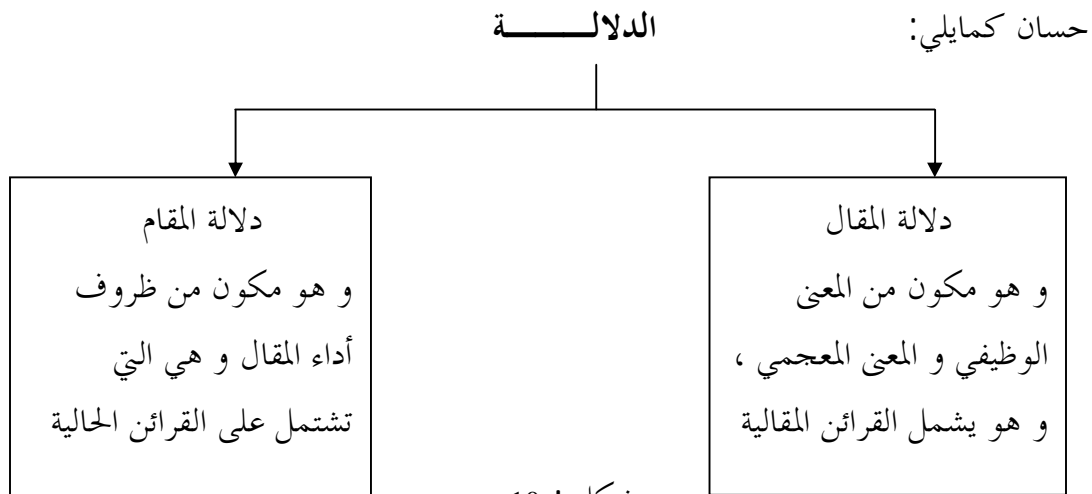 حسان كمايلي:
الدلالـــــــــة
دلالة المقال
و هو مكون من المعنى
الوظيفي و المعنى المعجمي ،
و هو يشمل القرائن المقالية
دلالة المقام
و هو مكون من ظروف
أداء المقال و هي التي
تشتمل على القرائن الحالية